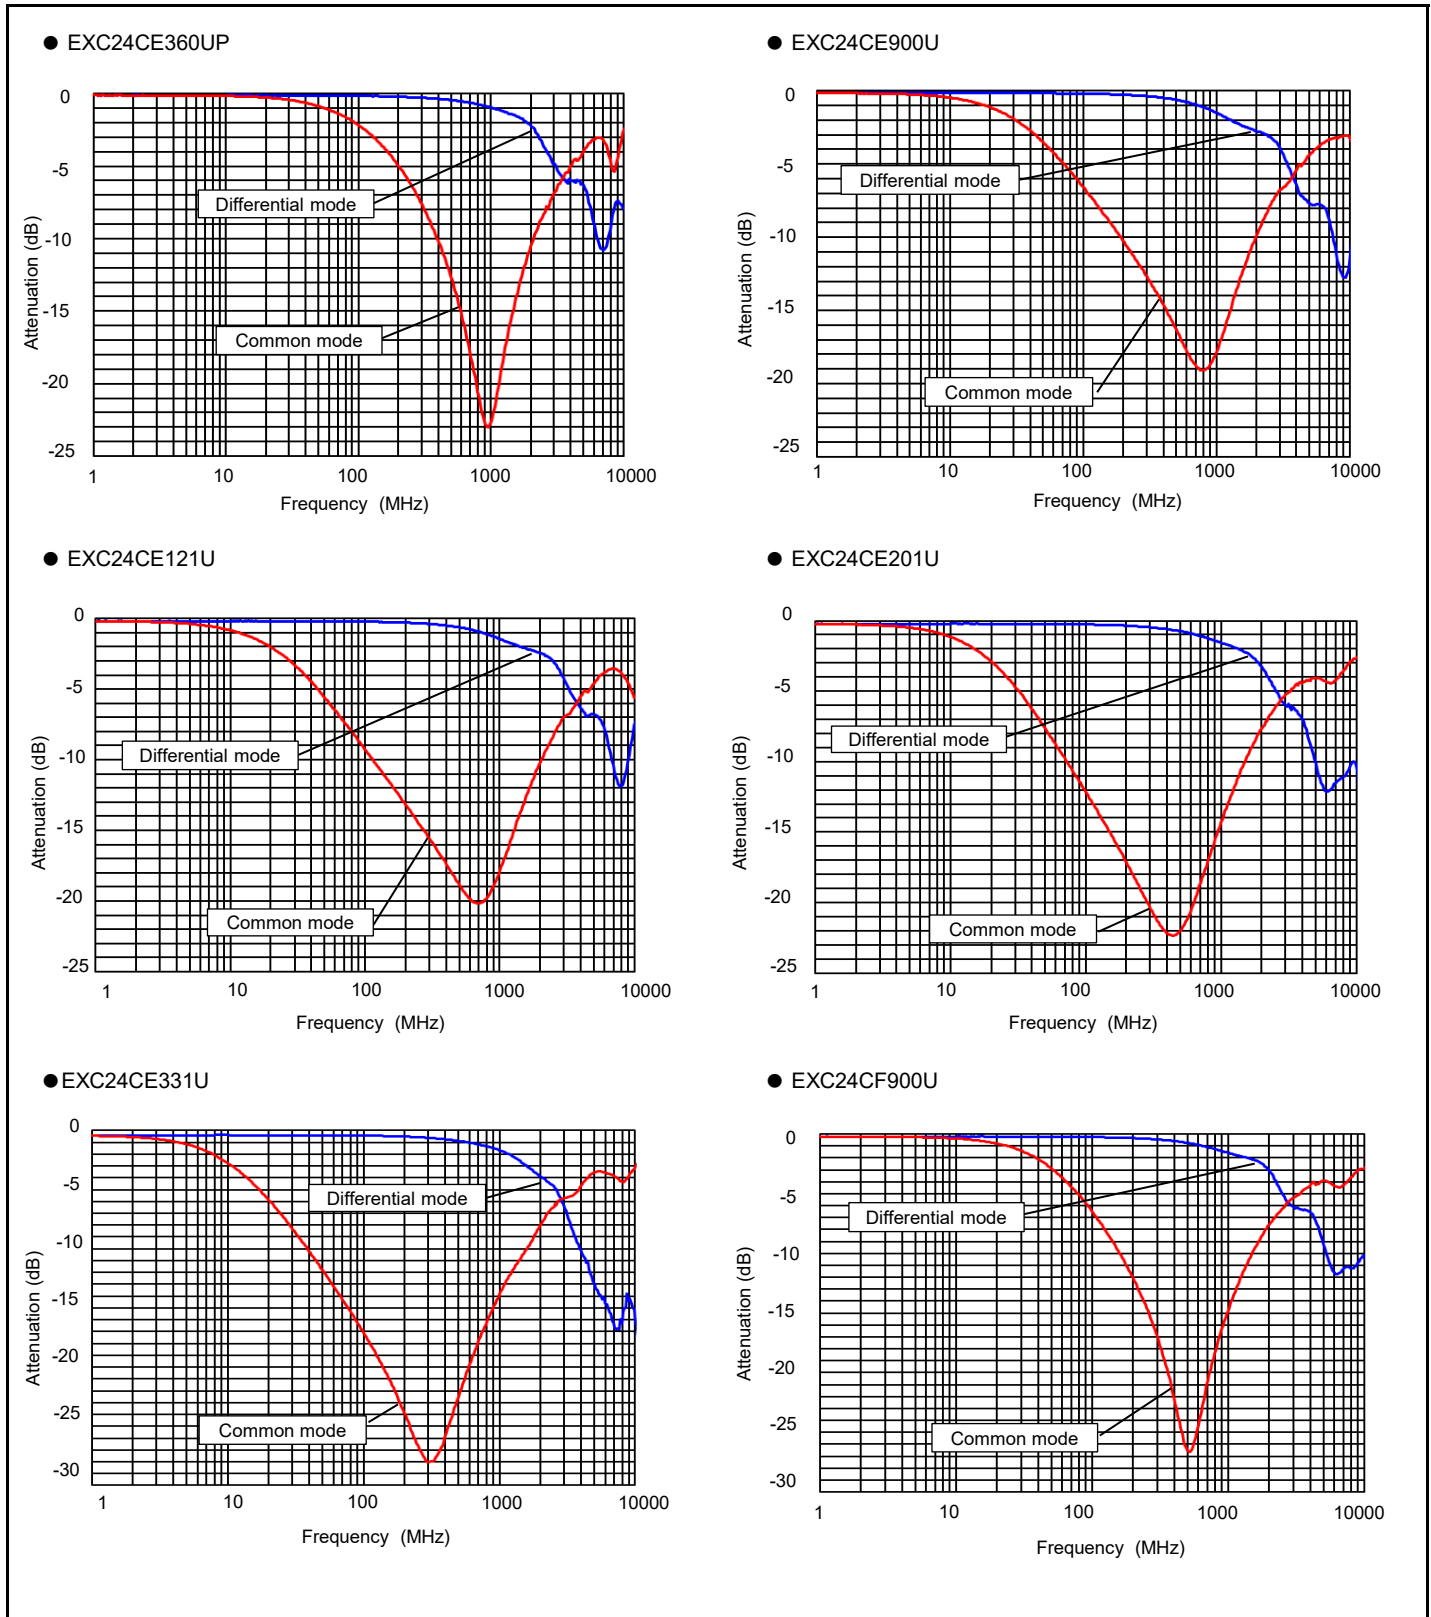 ● EXC24CE360UP
0
-5
-10
-15
-20
-25
Attenuation (dB)
Differential mode
Common mode
1
10
100
1000
10000
Frequency (MHz)
● EXC24CE900U
0
-5
-10
-15
-20
-25
Attenuation (dB)
Differential mode
Common mode
1
10
100
1000
10000
Frequency (MHz)
● EXC24CE121U
0
-5
-10
-15
-20
-25
Attenuation (dB)
Differential mode
Common mode
1
10
100
1000
10000
Frequency (MHz)
● EXC24CE201U
0
-5
-10
-15
-20
-25
Attenuation (dB)
Differential mode
Common mode
1
10
100
1000
10000
Frequency (MHz)
● EXC24CE331U
0
-5
-10
-15
-20
-25
-30
Attenuation (dB)
Differential mode
Common mode
1
10
100
1000
10000
Frequency (MHz)
● EXC24CF900U
0
-5
-10
-15
-20
-25
-30
Attenuation (dB)
Differential mode
Common mode
1
10
100
1000
10000
Frequency (MHz)